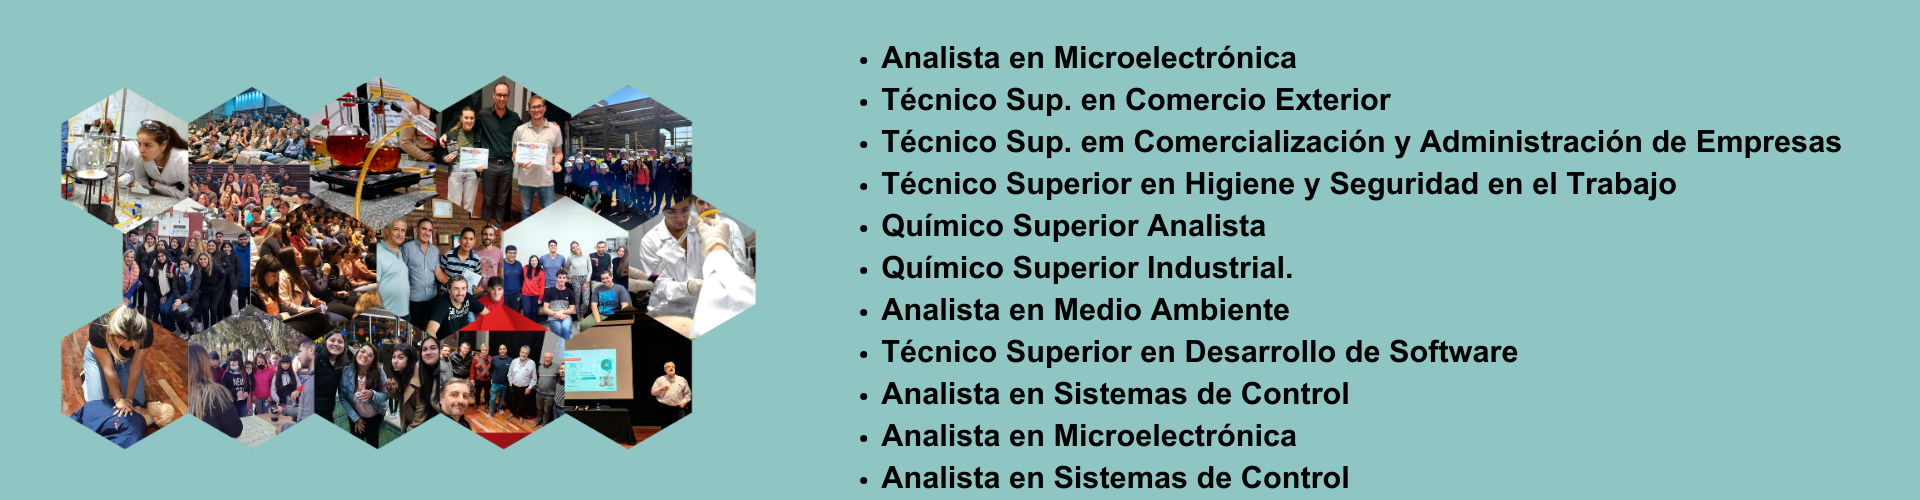 • Analista en Microelectrónica
• Técnico Sup. en Comercio Exterior
• Técnico Sup. em Comercialización y Administración de Empresas
• Técnico Superior en Higiene y Seguridad en el Trabajo
• Químico Superior Analista
• Químico Superior Industrial.
• Analista en Medio Ambiente
• Técnico Superior en Desarrollo de Software
• Analista en Sistemas de Control
• Analista en Microelectrónica
• Analista en Sistemas de Control